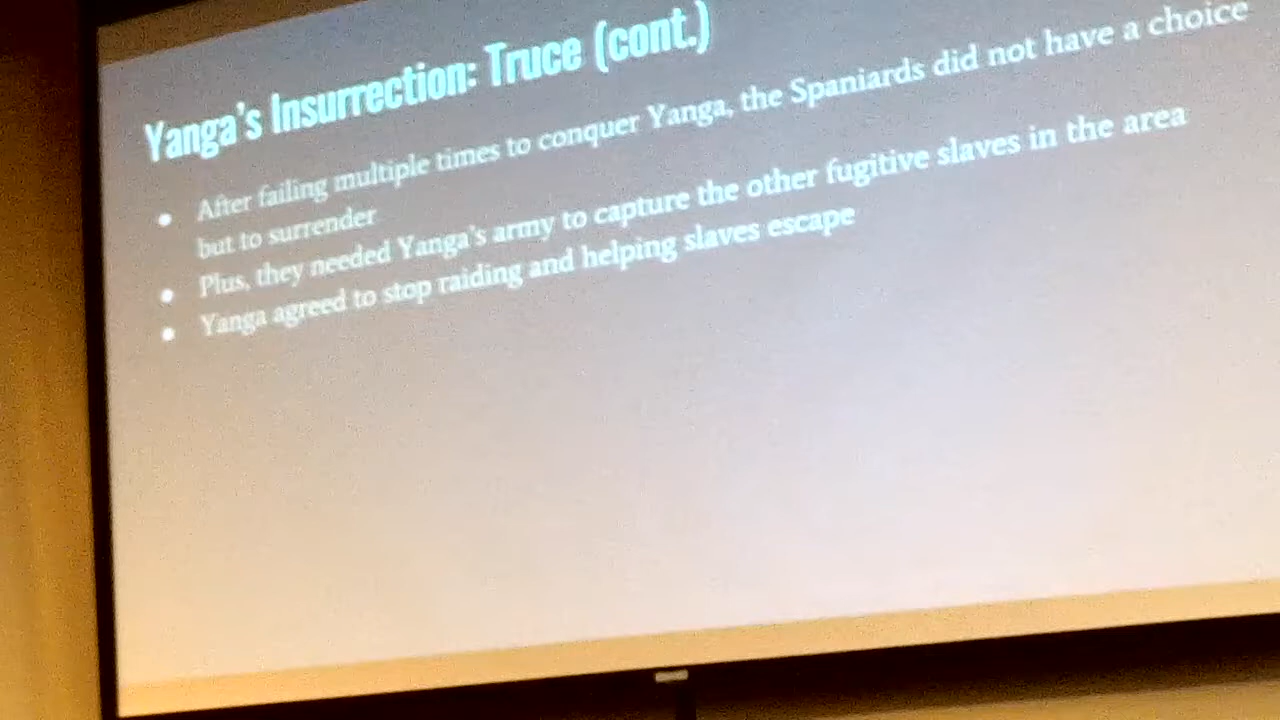 Yanga's Insurrection: Truce (cont.)
• After failing multiple times to conquer Yanga, the Spaniards did not have a choice
but to surrender
• Plus, they needed Yanga's army to capture the other fugitive slaves in the area
• Yanga agreed to stop raiding and helping slaves escape